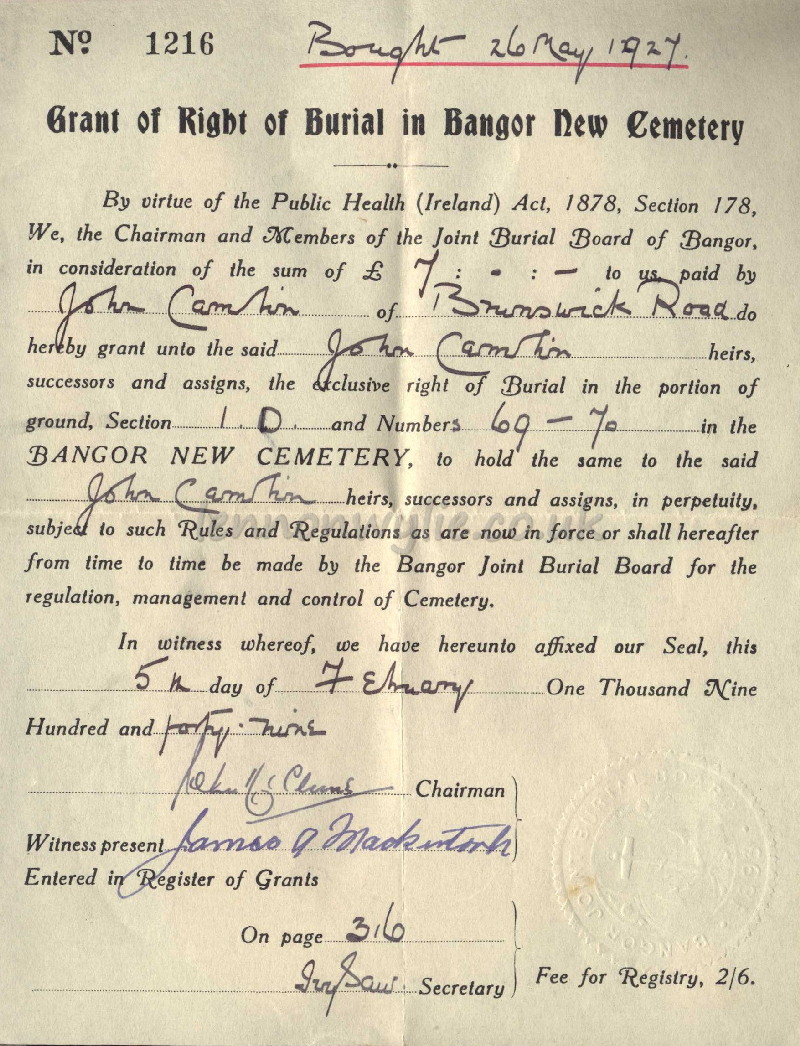 Nº 1216 Bought 26 May 1927.
Grant of Right of Burial in Bangor New Cemetery
By virtue of the Public Health (Ireland) Act, 1878, Section 178,
We, the Chairman and Members of the Joint Burial Board of Bangor,
in consideration of the sum of £ 7 : - : - to us paid by
John Camlin of Brunswick Road do
hereby grant unto the said John Camlin heirs,
successors and assigns, the exclusive right of Burial in the portion of
ground, Section 1. D. and Numbers 69 - 70 in the
BANGOR NEW CEMETERY, to hold the same to the said
John Camlin heirs, successors and assigns, in perpetuity,
subject to such Rules and Regulations as are now in force or shall hereafter
from time to time be made by the Bangor Joint Burial Board for the
regulation, management and control of Cemetery.
In witness whereof, we have hereunto affixed our Seal, this
5th day of February One Thousand Nine
Hundred and forty-nine
John McClune Chairman
Witness present James A Mackintosh
Entered in Register of Grants
On page 316
Secretary
Fee for Registry, 2/6.